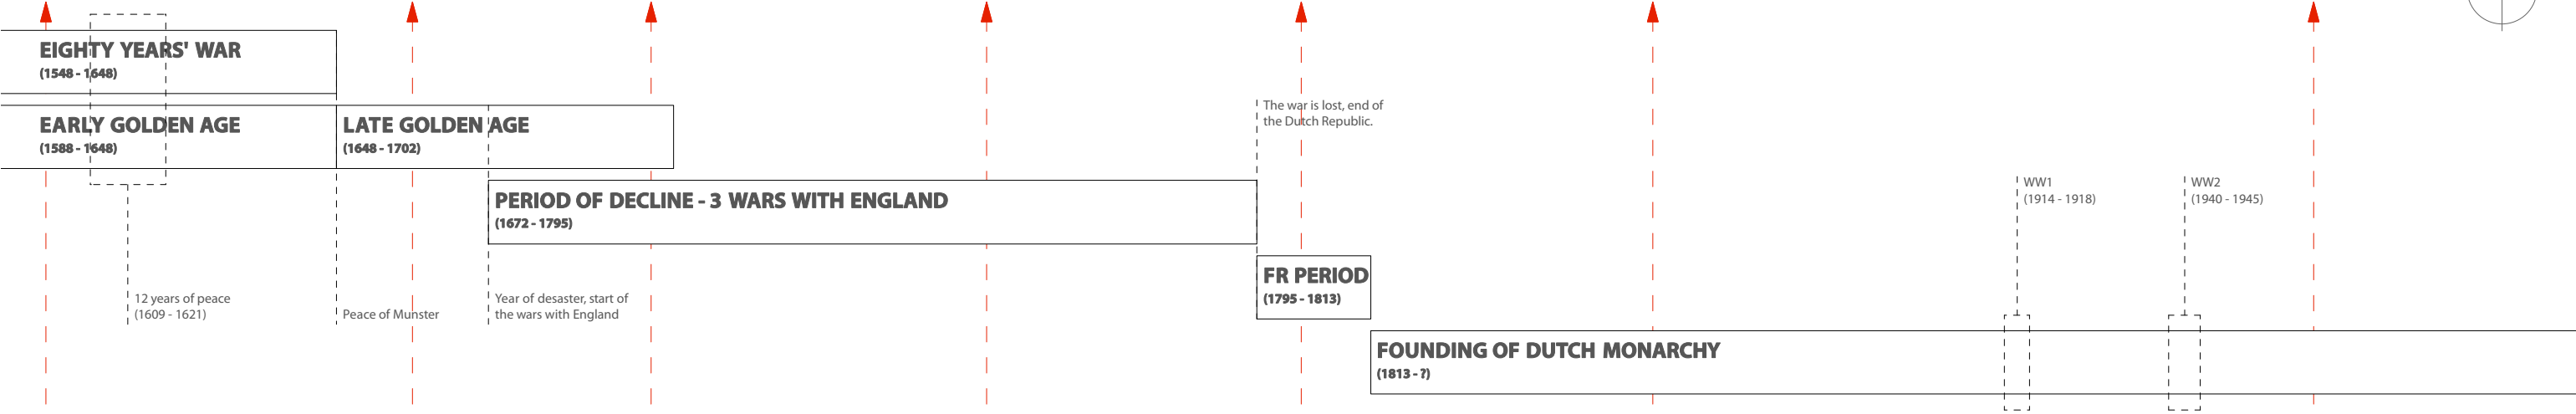 EIGHTY YEARS' WAR
(1548 - 1648)
EARLY GOLDEN AGE
(1588 - 1648)
LATE GOLDEN AGE
(1648 - 1702)
The war is lost, end of
the Dutch Republic.
PERIOD OF DECLINE - 3 WARS WITH ENGLAND
(1672 - 1795)
WW1
(1914 - 1918)
WW2
(1940 - 1945)
FR PERIOD
(1795 - 1813)
12 years of peace
(1609 - 1621)
Peace of Munster
Year of desaster, start of
the wars with England
FOUNDING OF DUTCH MONARCHY
(1813 - ?)